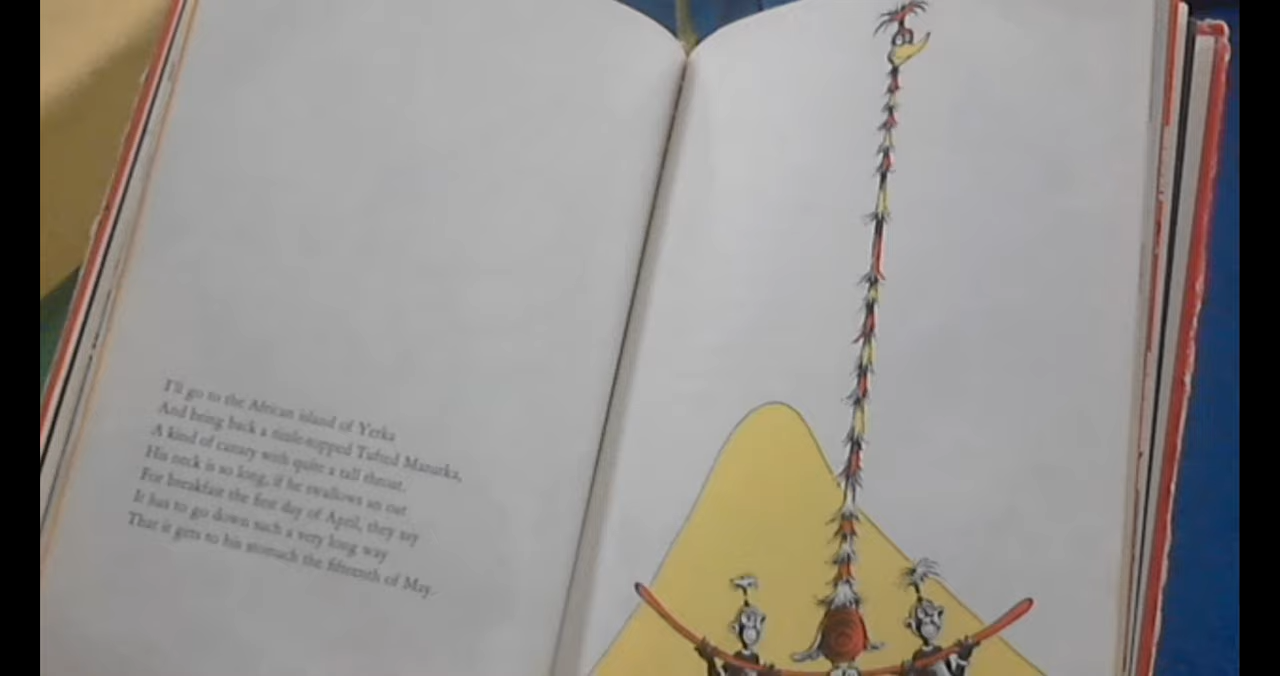 I'll go to the African island of Yerka
And bring back a tizzle-topped Tufted Mazurka,
A kind of canary with quite a tall throat.
His neck is so long, if he swallows an oat
For breakfast the first day of April, they say
It has to go down such a very long way
That it gets to his stomach the fifteenth of May.